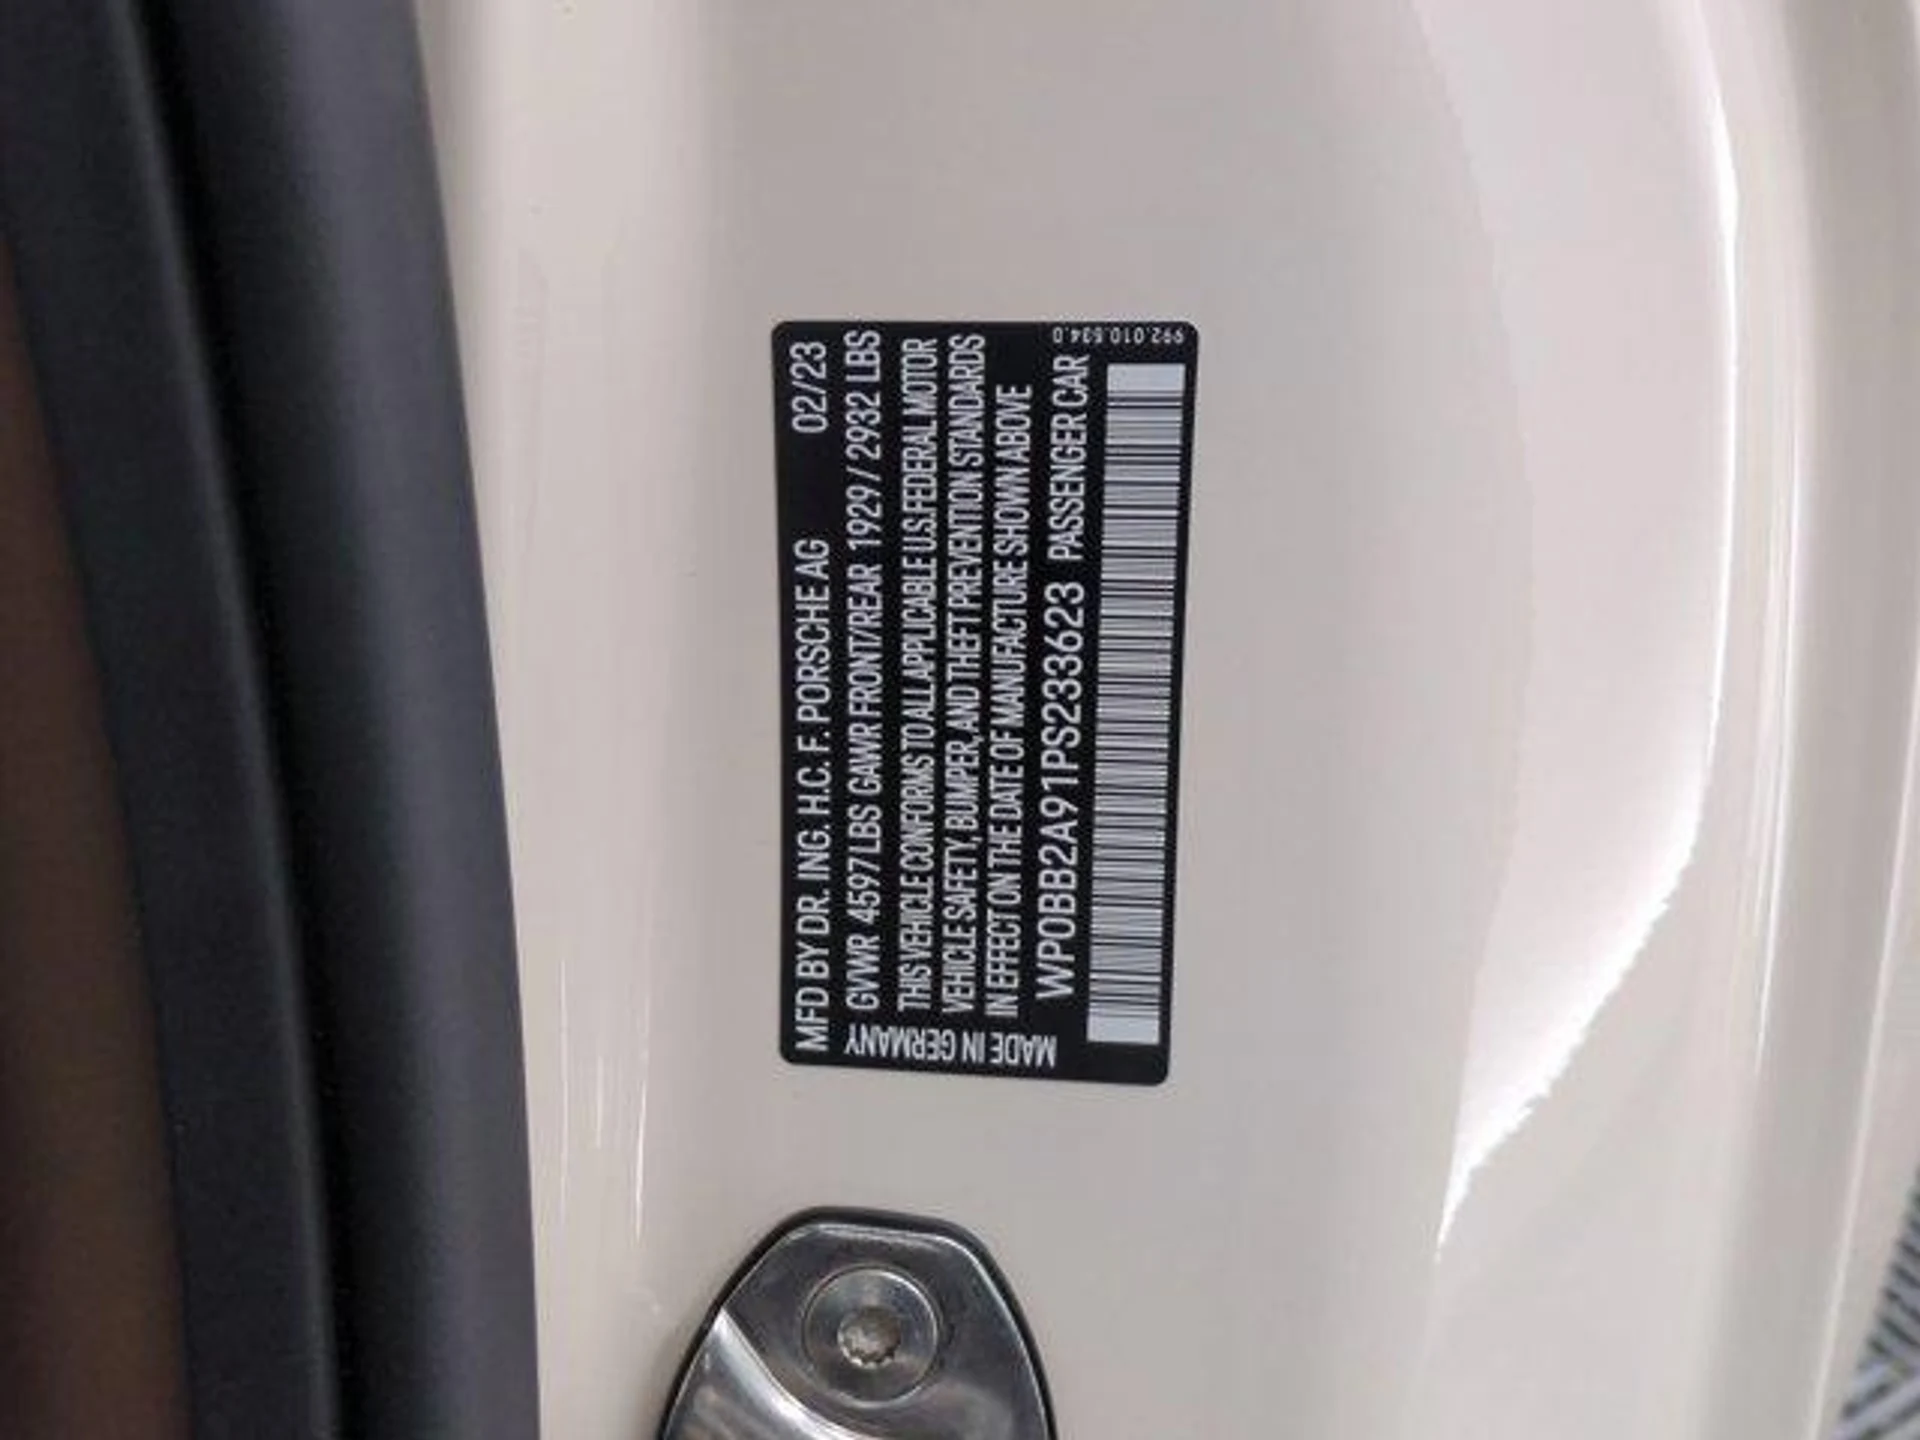 MFD BY DR. ING. H.C. F. PORSCHE AG 02/23
GVWR 4597 LBS GAWR FRONT/REAR 1929 / 2932 LBS
THIS VEHICLE CONFORMS TO ALL APPLICABLE U.S. FEDERAL MOTOR
VEHICLE SAFETY, BUMPER, AND THEFT PREVENTION STANDARDS
IN EFFECT ON THE DATE OF MANUFACTURE SHOWN ABOVE
WP0BB2A91PS233623 PASSENGER CAR
MADE IN GERMANY
992.010.534.0